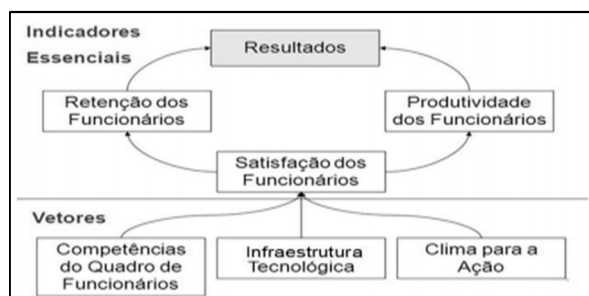 Indicadores
Essenciais
Resultados
Retenção dos
Funcionários
Produtividade
dos Funcionários
Satisfação dos
Funcionários
Vetores
Competências
do Quadro de
Funcionários
Infraestrutura
Tecnológica
Clima para a
Ação